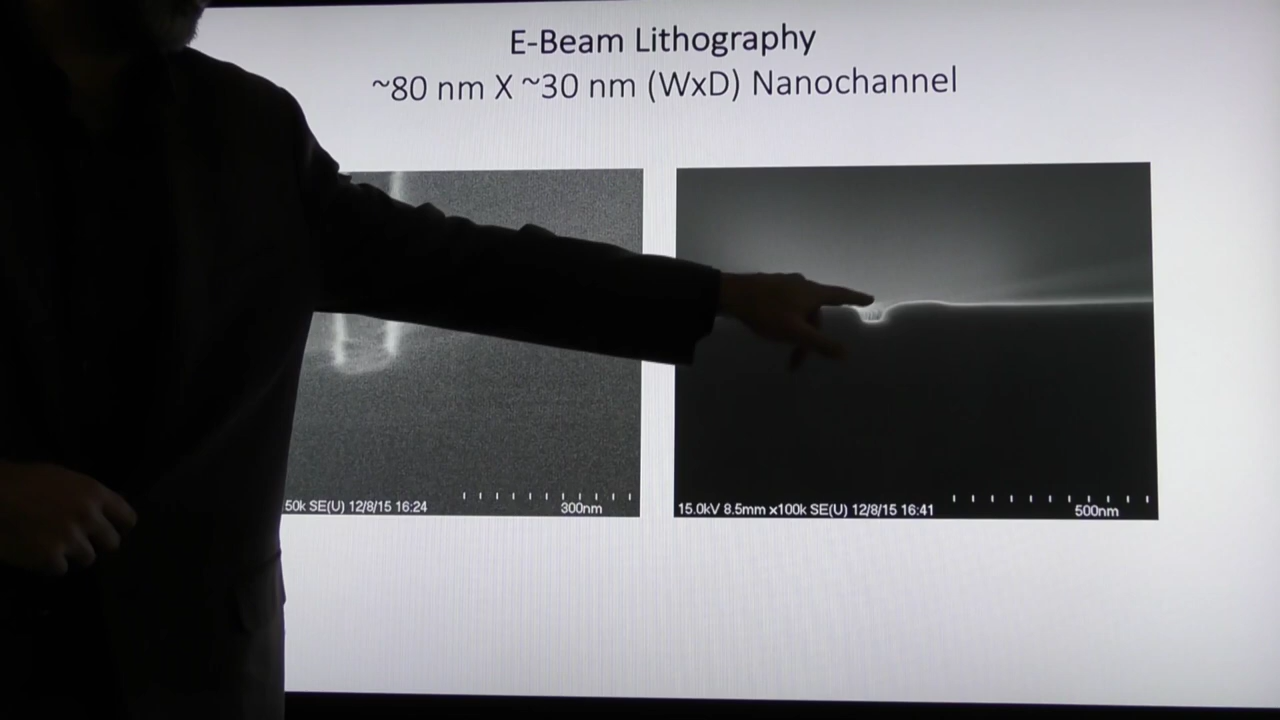 E-Beam Lithography
~80 nm X ~30 nm (WxD) Nanochannel
50k SE(U) 12/8/15 16:24
300nm
15.0kV 8.5mm x100k SE(U) 12/8/15 16:41
500nm